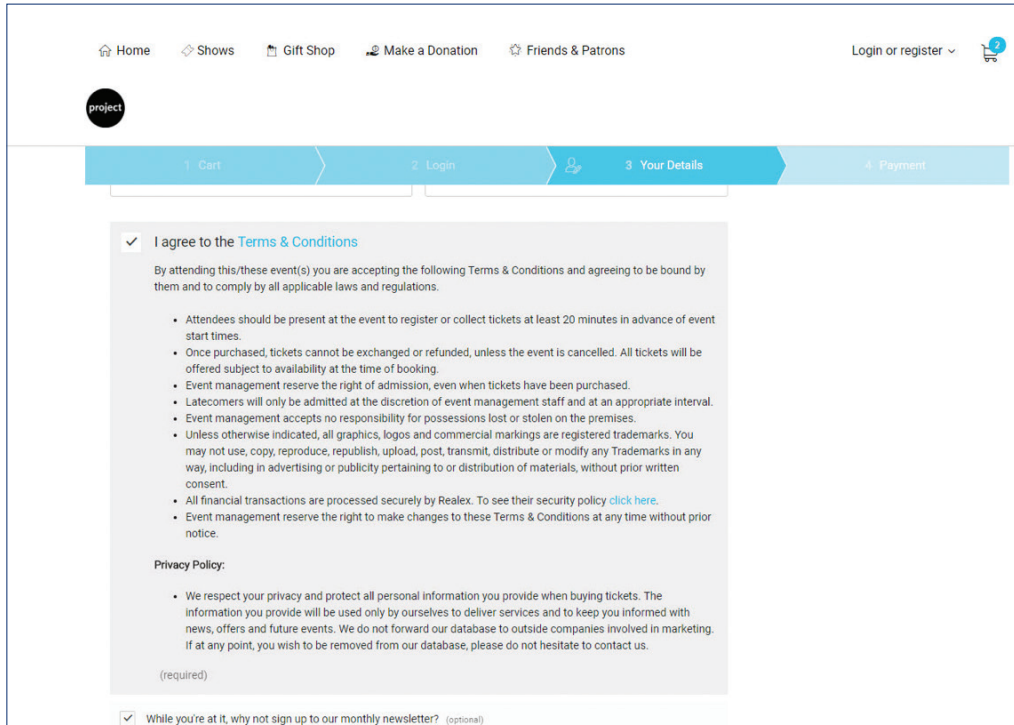 Home Shows Gift Shop Make a Donation Friends & Patrons Login or register 2
project
1 Cart 2 Login 3 Your Details 4 Payment
I agree to the Terms & Conditions
By attending this/these event(s) you are accepting the following Terms & Conditions and agreeing to be bound by
them and to comply by all applicable laws and regulations.
• Attendees should be present at the event to register or collect tickets at least 20 minutes in advance of event
start times.
• Once purchased, tickets cannot be exchanged or refunded, unless the event is cancelled. All tickets will be
offered subject to availability at the time of booking.
• Event management reserve the right of admission, even when tickets have been purchased.
• Latecomers will only be admitted at the discretion of event management staff and at an appropriate interval.
• Event management accepts no responsibility for possessions lost or stolen on the premises.
• Unless otherwise indicated, all graphics, logos and commercial markings are registered trademarks. You
may not use, copy, reproduce, republish, upload, post, transmit, distribute or modify any Trademarks in any
way, including in advertising or publicity pertaining to or distribution of materials, without prior written
consent.
• All financial transactions are processed securely by Realex. To see their security policy click here.
• Event management reserve the right to make changes to these Terms & Conditions at any time without prior
notice.
Privacy Policy:
• We respect your privacy and protect all personal information you provide when buying tickets. The
information you provide will be used only by ourselves to deliver services and to keep you informed with
news, offers and future events. We do not forward our database to outside companies involved in marketing.
If at any point, you wish to be removed from our database, please do not hesitate to contact us.
(required)
While you're at it, why not sign up to our monthly newsletter? (optional)